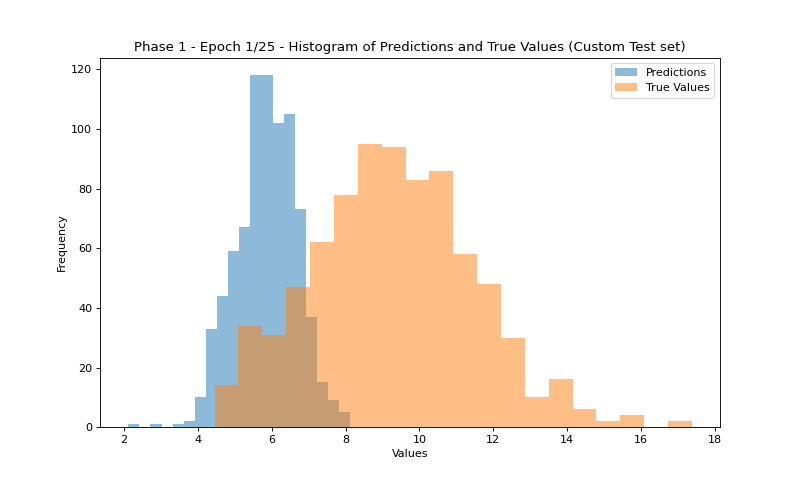 Phase 1 - Epoch 1/25 - Histogram of Predictions and True Values (Custom Test set)
Predictions
True Values
120
100
80
60
40
20
0
Frequency
2 4 6 8 10 12 14 16 18
Values